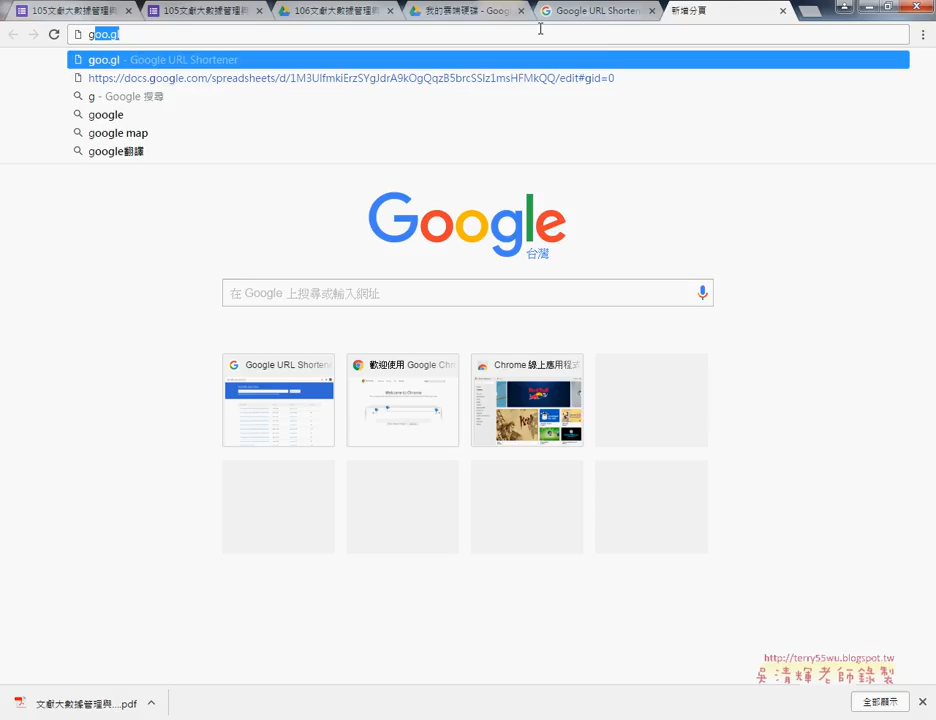 105文獻大數據管理與
105文獻大數據管理與
106文獻大數據管理與
我的雲端硬碟 - Goog
Google URL Shorten
新增分頁
goo.gl
goo.gl - Google URL Shortener
https://docs.google.com/spreadsheets/d/1M3UlfmkiErzSYgJdrA9kOgQqzB5brcSSlz1msHFMkQQ/edit#gid=0
g - Google 搜尋
google
google map
google翻譯
Google
台灣
在 Google 上搜尋或輸入網址
Google URL Shorten
歡迎使用 Google Chr
Chrome 線上應用程式
http://terry55wu.blogspot.tw
吳清輝老師錄製
文獻大數據管理與....pdf
全部顯示